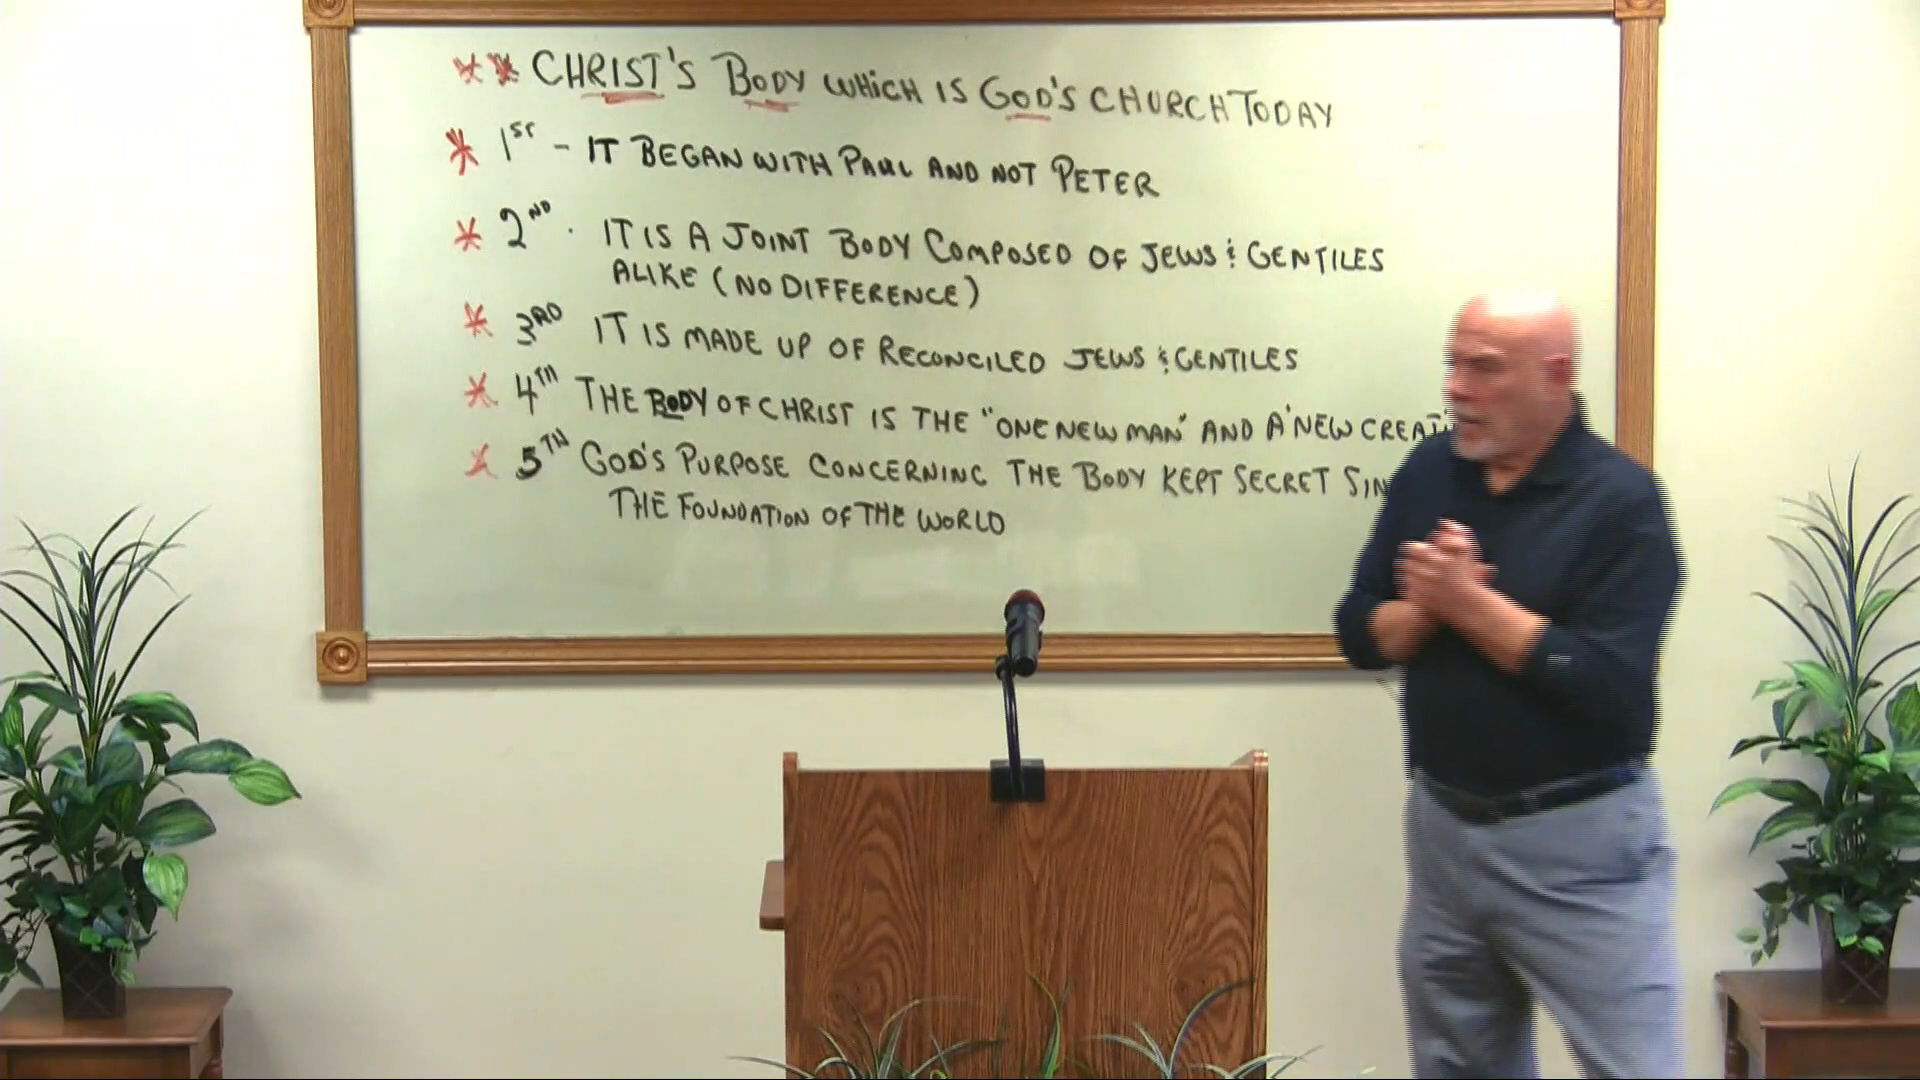 CHRIST'S BODY WHICH IS GOD'S CHURCH TODAY
1ST - IT BEGAN WITH PAUL AND NOT PETER
2ND. IT IS A JOINT BODY COMPOSED OF JEWS & GENTILES
ALIKE (NO DIFFERENCE)
3RD IT IS MADE UP OF RECONCILED JEWS & GENTILES
4TH THE BODY OF CHRIST IS THE "ONE NEW MAN" AND A "NEW
5TH GOD'S PURPOSE CONCERNING THE BODY KEPT SECRET
THE FOUNDATION OF THE WORLD